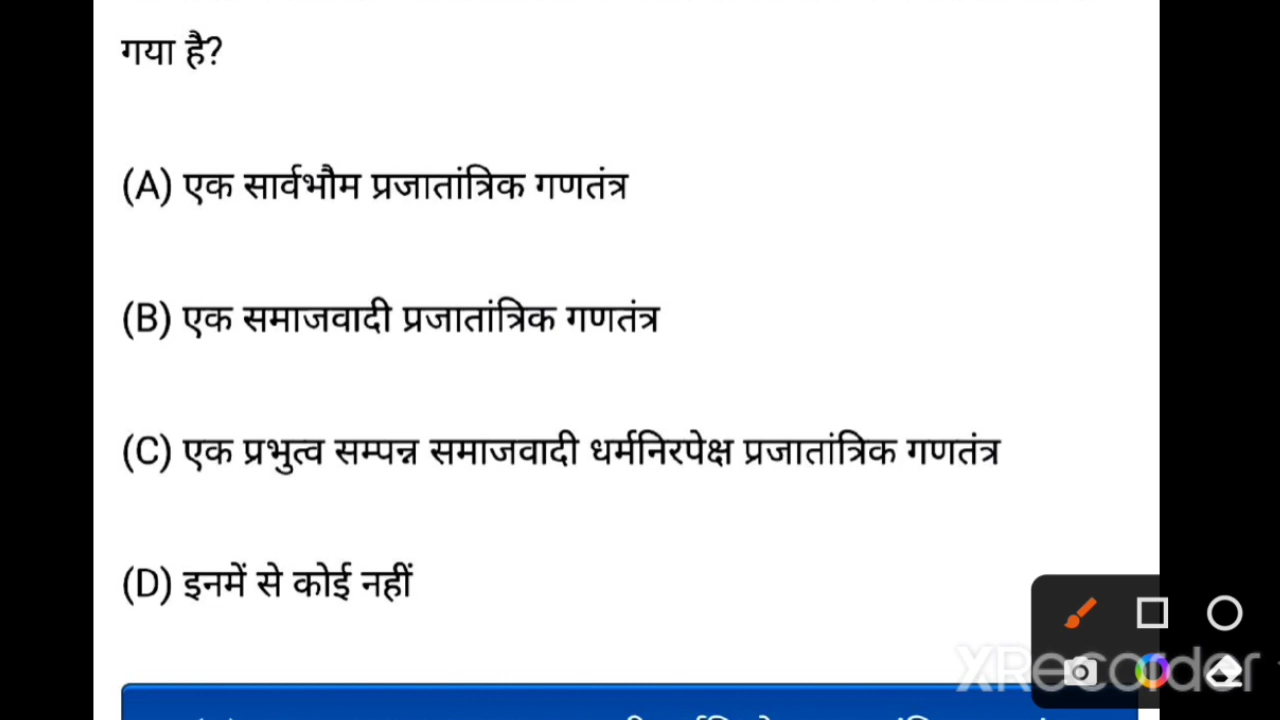 गया है?
(A) एक सार्वभौम प्रजातांत्रिक गणतंत्र
(B) एक समाजवादी प्रजातांत्रिक गणतंत्र
(C) एक प्रभुत्व सम्पन्न समाजवादी धर्मनिरपेक्ष प्रजातांत्रिक गणतंत्र
(D) इनमें से कोई नहीं
XRecorder